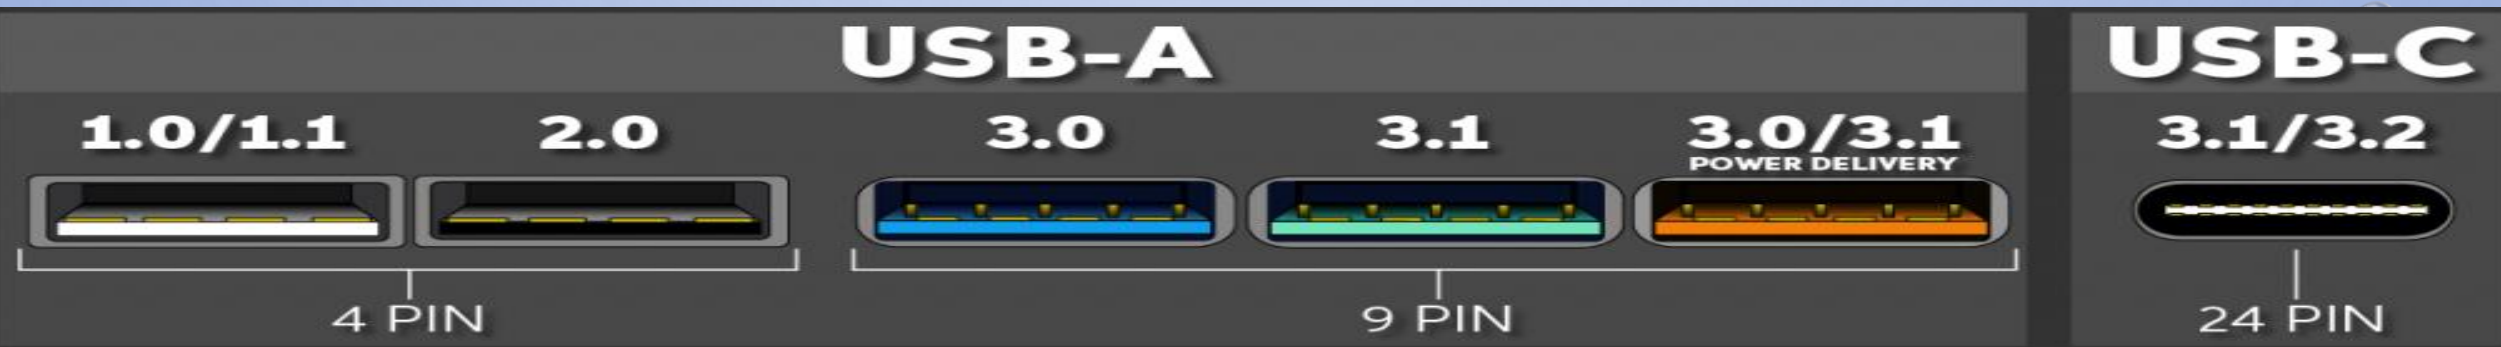 USB-A
USB-C
1.0/1.1
2.0
3.0
3.1
3.0/3.1
POWER DELIVERY
3.1/3.2
4 PIN
9 PIN
24 PIN